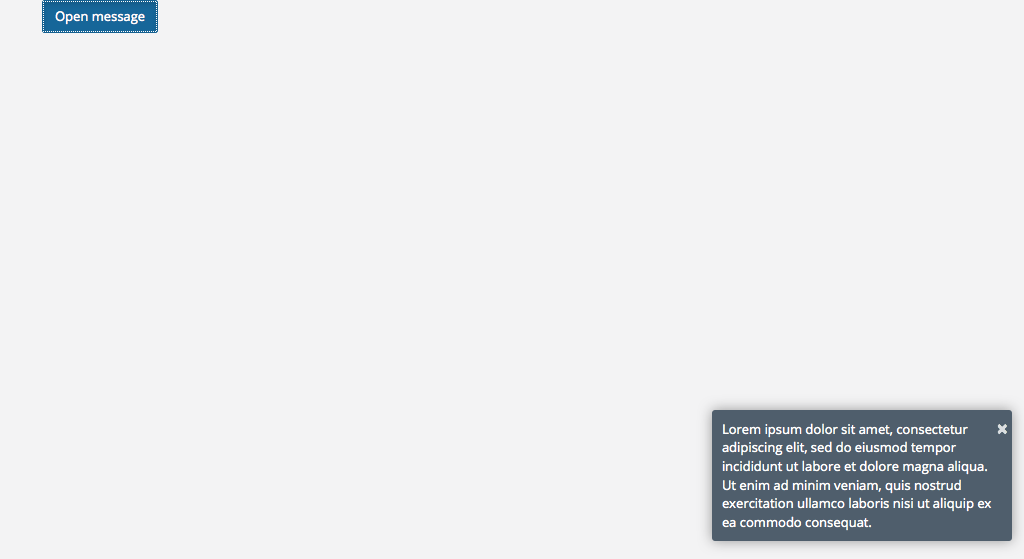 Open message
Lorem ipsum dolor sit amet, consectetur
adipiscing elit, sed do eiusmod tempor
incididunt ut labore et dolore magna aliqua.
Ut enim ad minim veniam, quis nostrud
exercitation ullamco laboris nisi ut aliquip ex
ea commodo consequat.